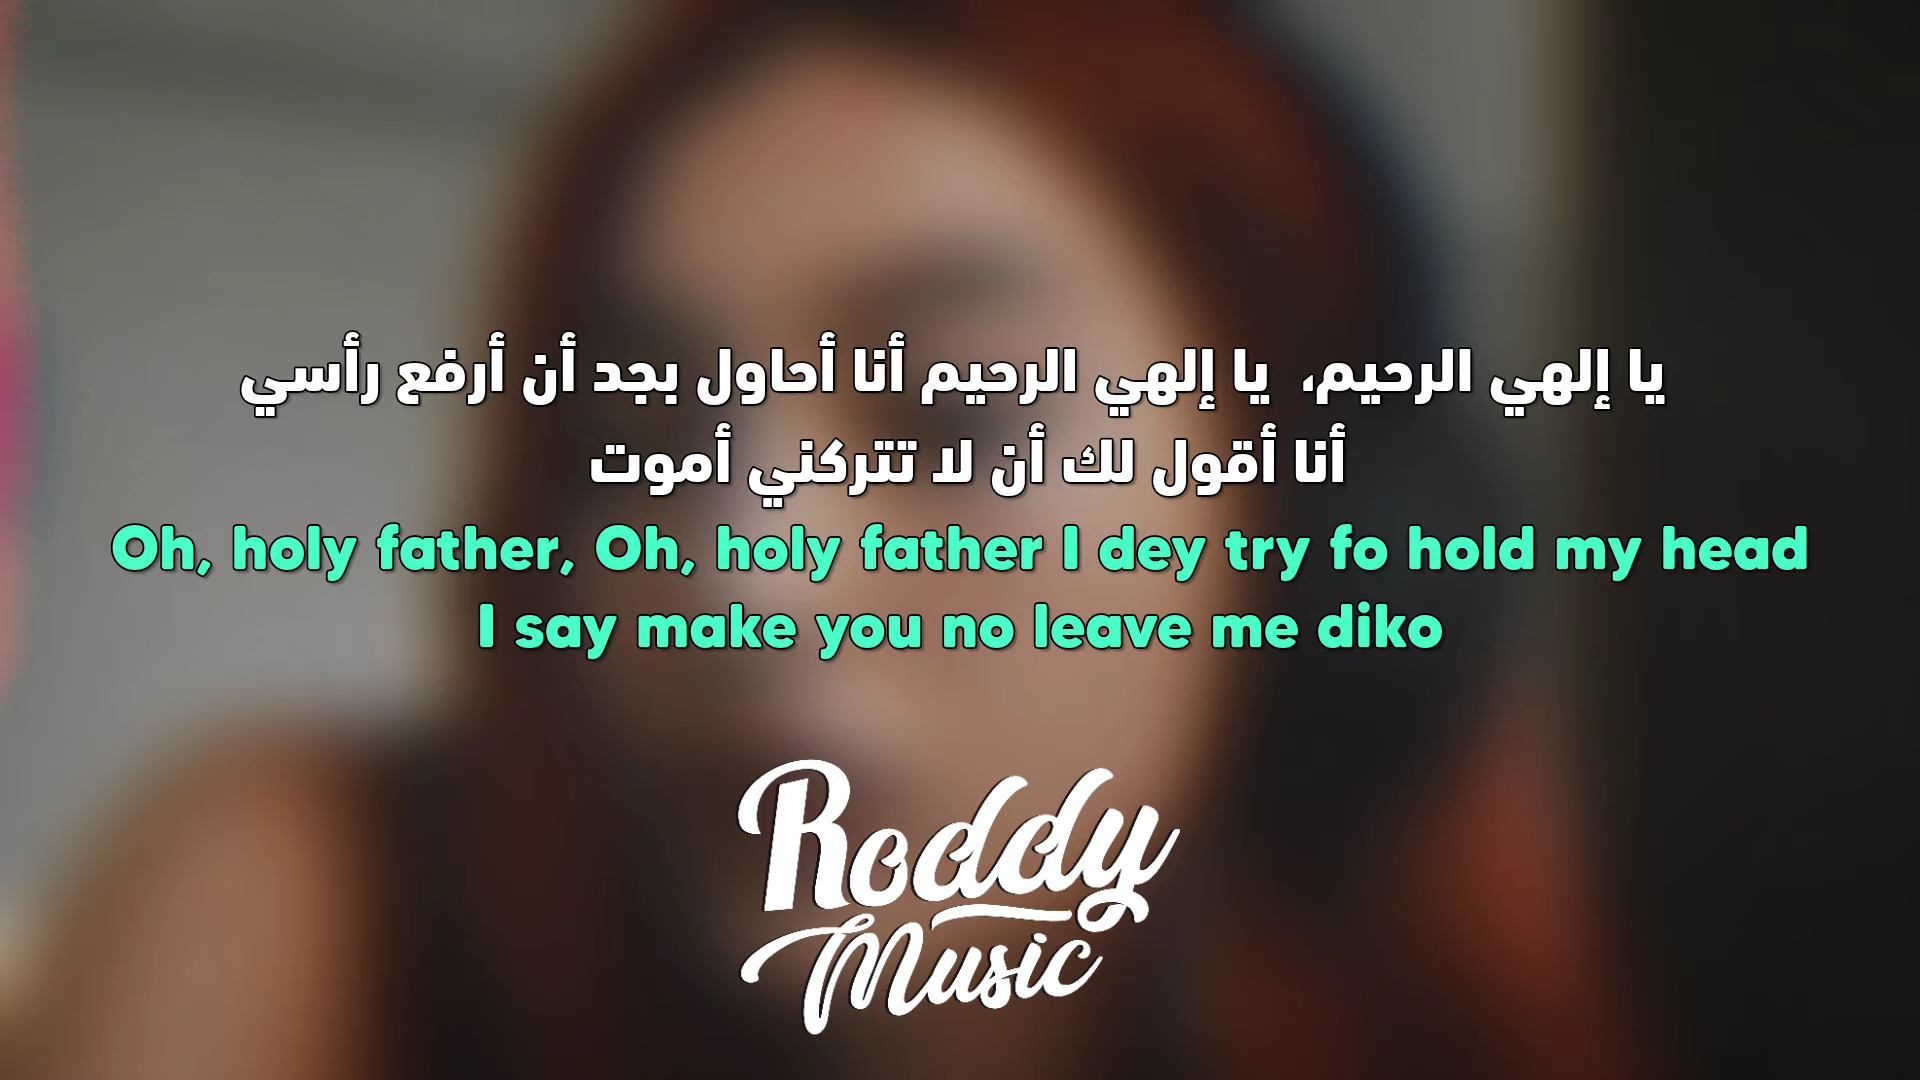 يا إلهي الرحيم، يا إلهي الرحيم أنا أحاول بجد أن أرفع رأسي
أنا أقول لك أن لا تتركني أموت
Oh, holy father, Oh, holy father I dey try fo hold my head
I say make you no leave me diko
Roddy
Music